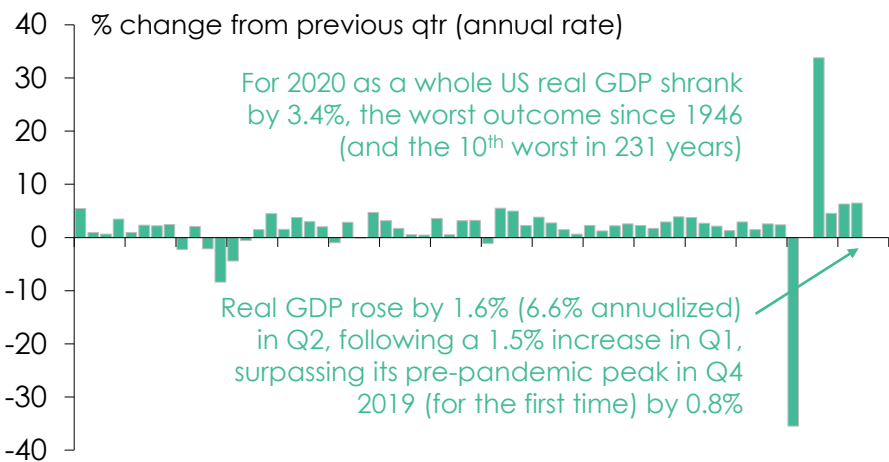 % change from previous qtr (annual rate)
40
30
20
10
0
-10
-20
-30
-40
For 2020 as a whole US real GDP shrank
by 3.4%, the worst outcome since 1946
(and the 10th worst in 231 years)
Real GDP rose by 1.6% (6.6% annualized)
in Q2, following a 1.5% increase in Q1,
surpassing its pre-pandemic peak in Q4
2019 (for the first time) by 0.8%